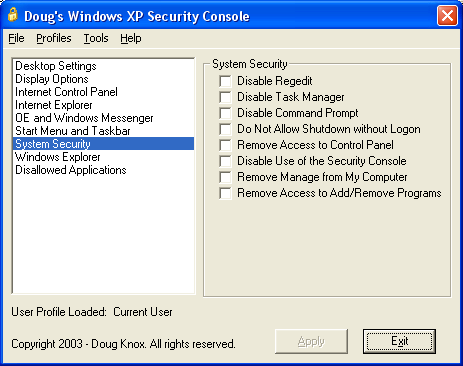 Doug's Windows XP Security Console
File Profiles Tools Help
Desktop Settings
Display Options
Internet Control Panel
Internet Explorer
OE and Windows Messenger
Start Menu and Taskbar
System Security
Windows Explorer
Disallowed Applications
System Security
Disable Regedit
Disable Task Manager
Disable Command Prompt
Do Not Allow Shutdown without Logon
Remove Access to Control Panel
Disable Use of the Security Console
Remove Manage from My Computer
Remove Access to Add/Remove Programs
User Profile Loaded: Current User
Copyright 2003 - Doug Knox. All rights reserved.
Apply
Exit